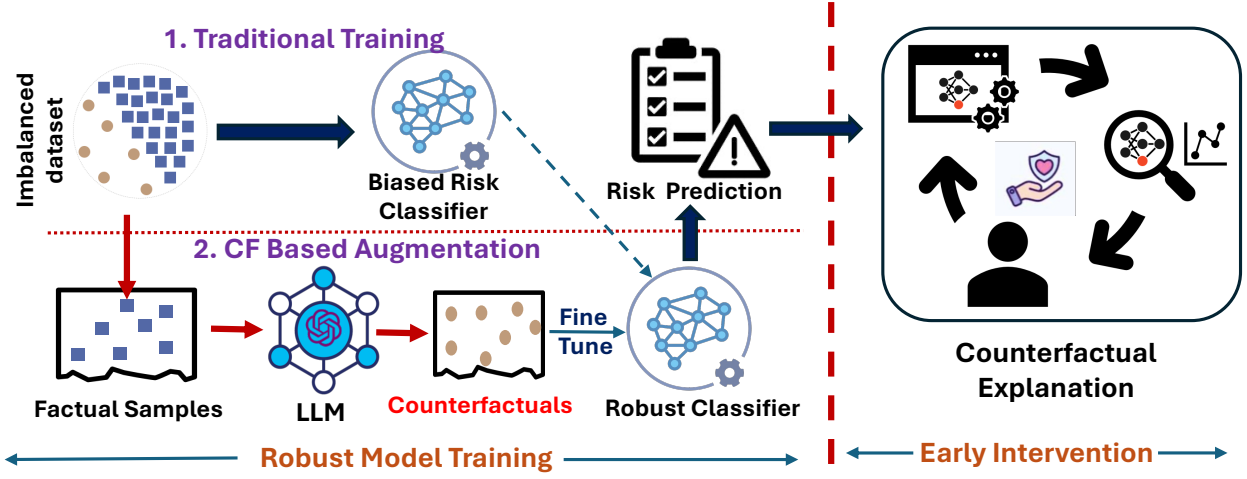 1. Traditional Training
Imbalanced
dataset
Biased Risk
Classifier
Risk Prediction
2. CF Based Augmentation
Fine
Tune
Factual Samples
LLM
Counterfactuals
Robust Classifier
Counterfactual
Explanation
Robust Model Training
Early Intervention